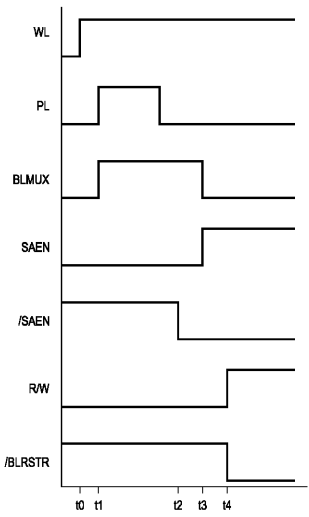 WL
PL
BLMUX
SAEN
/SAEN
R/W
/BLRSTR
t0 t1 t2 t3 t4